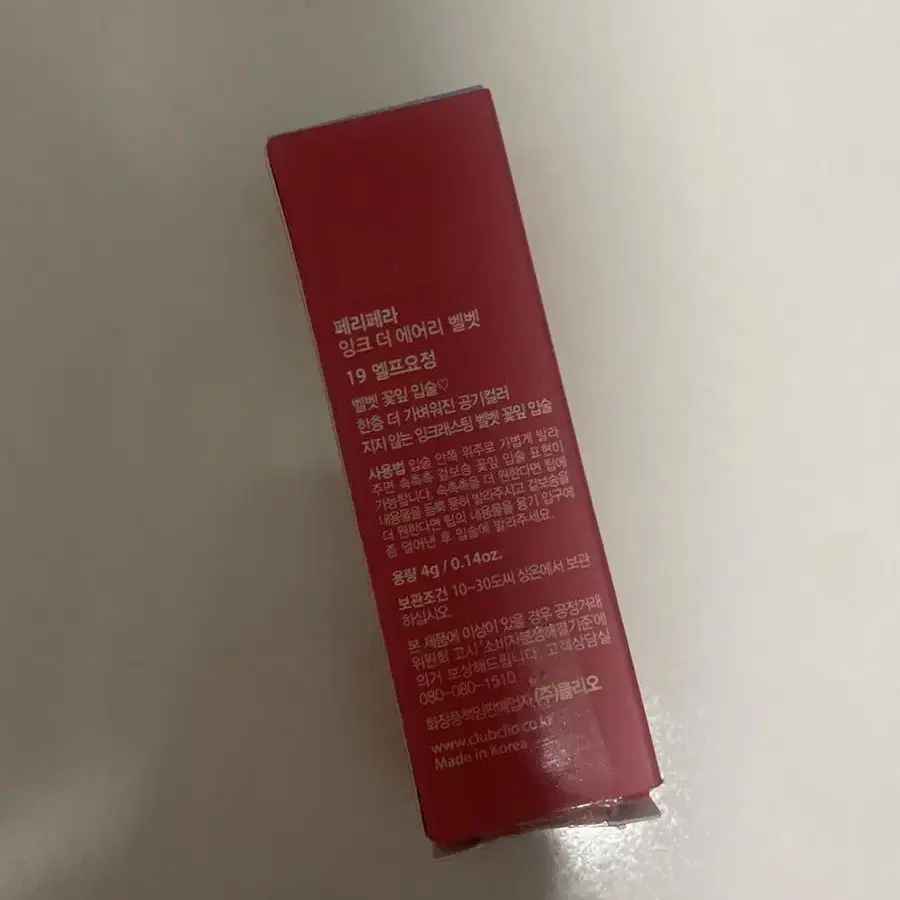 페리페라
잉크 더 에어리 벨벳
19 엘프요정
벨벳 꽃잎 입술♡
한층 더 가벼워진 공기컬러
지지 않는 잉크래스팅 벨벳 꽃잎 입술
사용법 입술 안쪽 위주로 가볍게 발라
주면 속촉촉 겉보송 꽃잎 입술 표현이
가능합니다. 속촉촉을 더 원한다면 팁에
내용물을 듬뿍 묻혀 발라주시고 겉보송을
더 원한다면 팁의 내용물을 용기 입구에
좀 덜어낸 후 입술에 발라주세요.
용량 4g / 0.14oz.
보관조건 10~30도씨 상온에서 보관
하십시오.
본 제품에 이상이 있을 경우 공정거래
위원회 고시 '소비자분쟁해결기준'에
의거 보상해드립니다. 고객상담실
080-080-1510
화장품책임판매업자 (주)클리오
www.clubclio.co.kr
Made in Korea